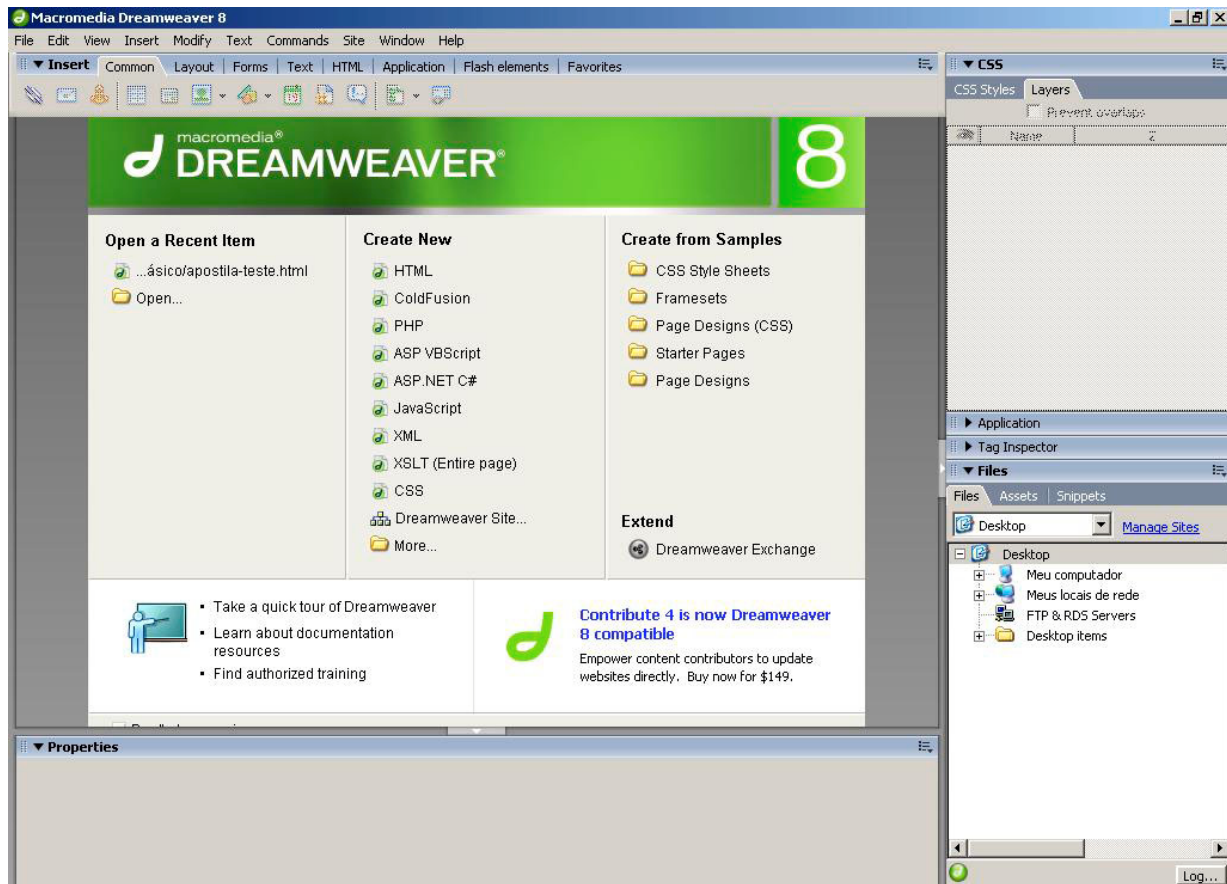 Macromedia Dreamweaver 8
File Edit View Insert Modify Text Commands Site Window Help
Insert Common Layout Forms Text HTML Application Flash elements Favorites
macromedia®
DREAMWEAVER®
8
Open a Recent Item
...ásico/apostila-teste.html
Open...
Create New
HTML
ColdFusion
PHP
ASP VBScript
ASP.NET C#
JavaScript
XML
XSLT (Entire page)
CSS
Dreamweaver Site...
More...
Create from Samples
CSS Style Sheets
Framesets
Page Designs (CSS)
Starter Pages
Page Designs
Extend
Dreamweaver Exchange
Take a quick tour of Dreamweaver
Learn about documentation
resources
Find authorized training
Contribute 4 is now Dreamweaver
8 compatible
Empower content contributors to update
websites directly. Buy now for $149.
Properties
CSS
CSS Styles Layers
Prevent overlaps
Name Z
Application
Tag Inspector
Files
Files Assets Snippets
Desktop Manage Sites
Desktop
Meu computador
Meus locais de rede
FTP & RDS Servers
Desktop items
Log...